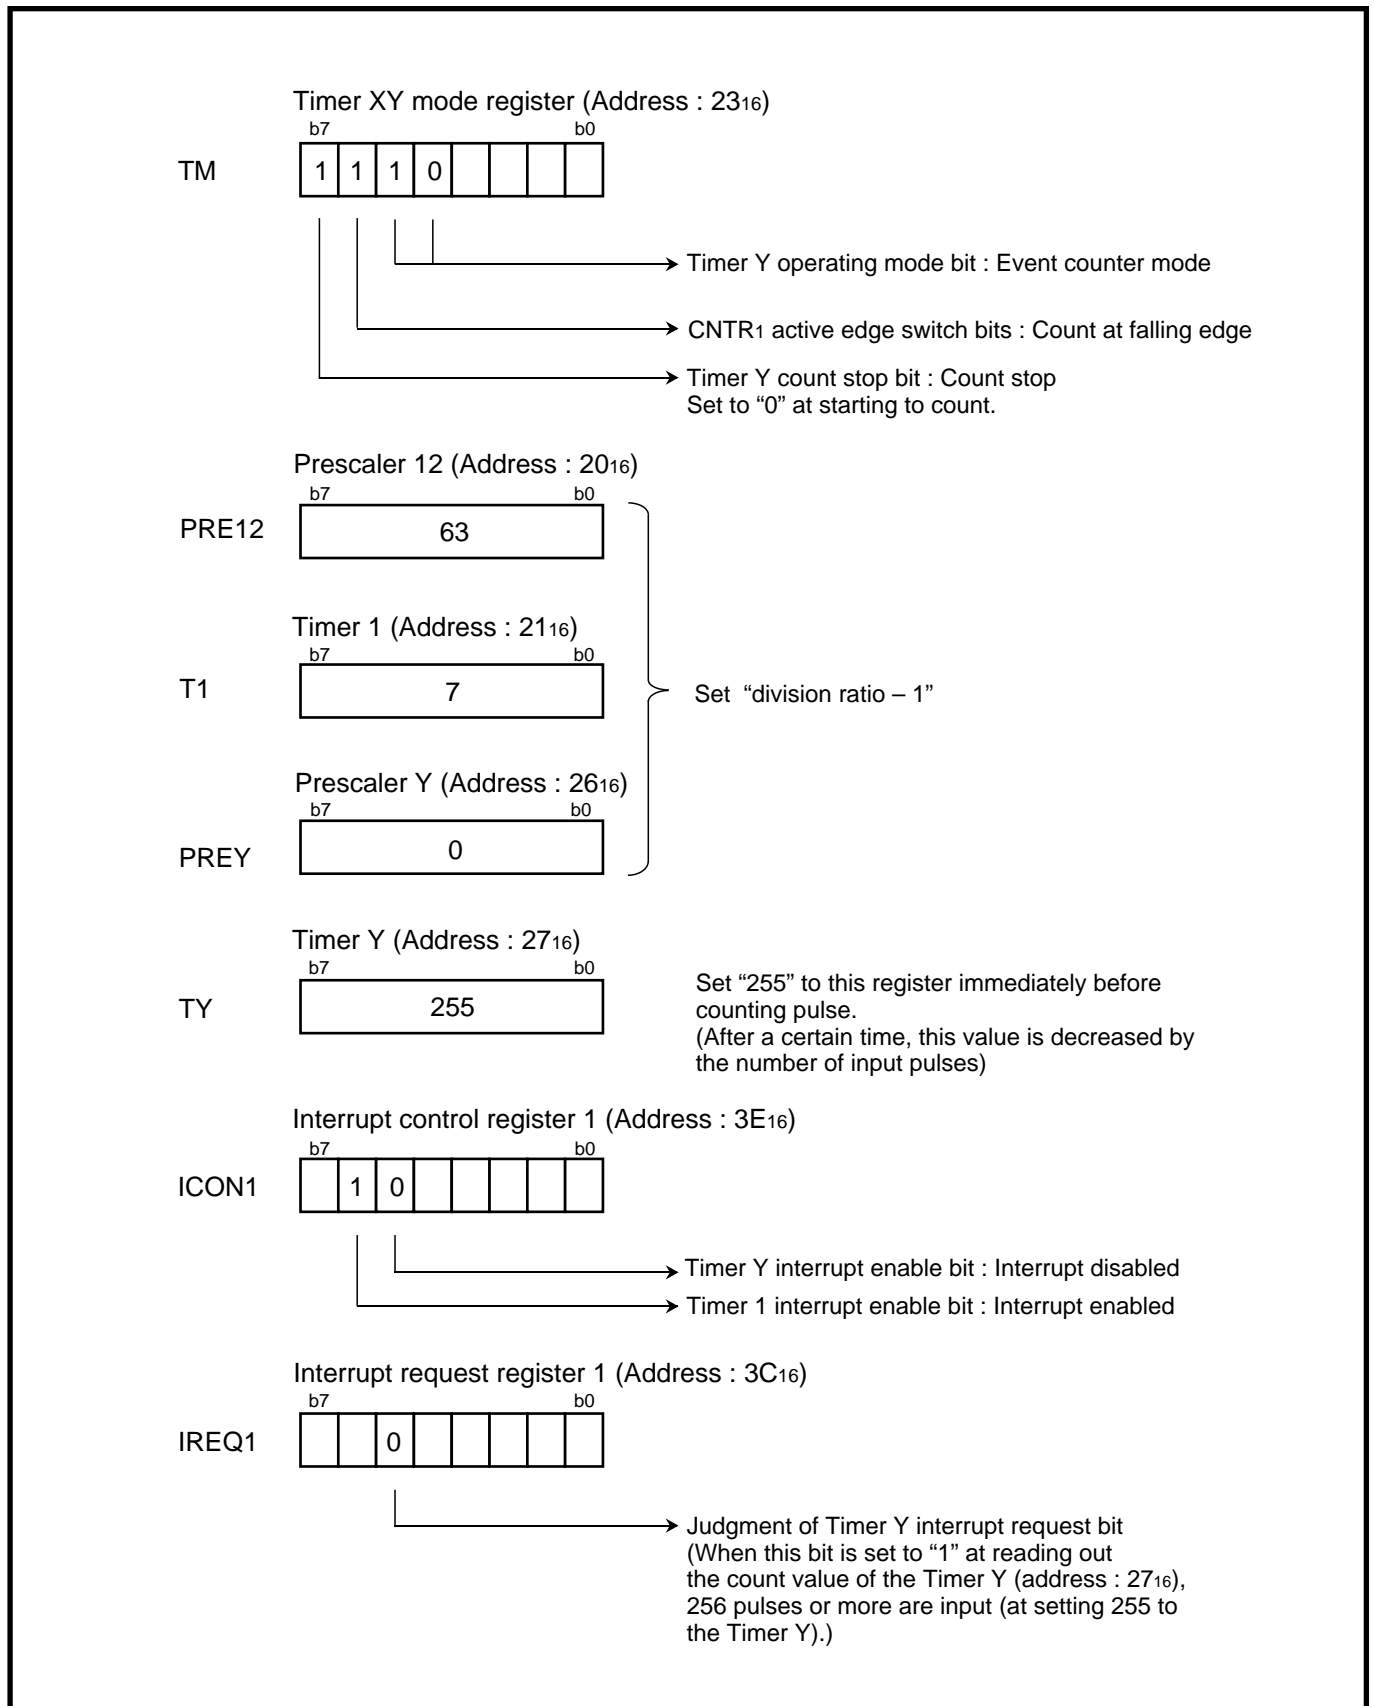 Timer XY mode register (Address : 2316)
b7 b0
TM 1 1 1 0
Timer Y operating mode bit : Event counter mode
CNTR1 active edge switch bits : Count at falling edge
Timer Y count stop bit : Count stop
Set to “0” at starting to count.
Prescaler 12 (Address : 2016)
b7 b0
PRE12 63
Timer 1 (Address : 2116)
b7 b0
T1 7
Set “division ratio – 1”
Prescaler Y (Address : 2616)
b7 b0
PREY 0
Timer Y (Address : 2716)
b7 b0
TY 255
Set “255” to this register immediately before
counting pulse.
(After a certain time, this value is decreased by
the number of input pulses)
Interrupt control register 1 (Address : 3E16)
b7 b0
ICON1 1 0
Timer Y interrupt enable bit : Interrupt disabled
Timer 1 interrupt enable bit : Interrupt enabled
Interrupt request register 1 (Address : 3C16)
b7 b0
IREQ1 0
Judgment of Timer Y interrupt request bit
(When this bit is set to “1” at reading out
the count value of the Timer Y (address : 2716),
256 pulses or more are input (at setting 255 to
the Timer Y).)